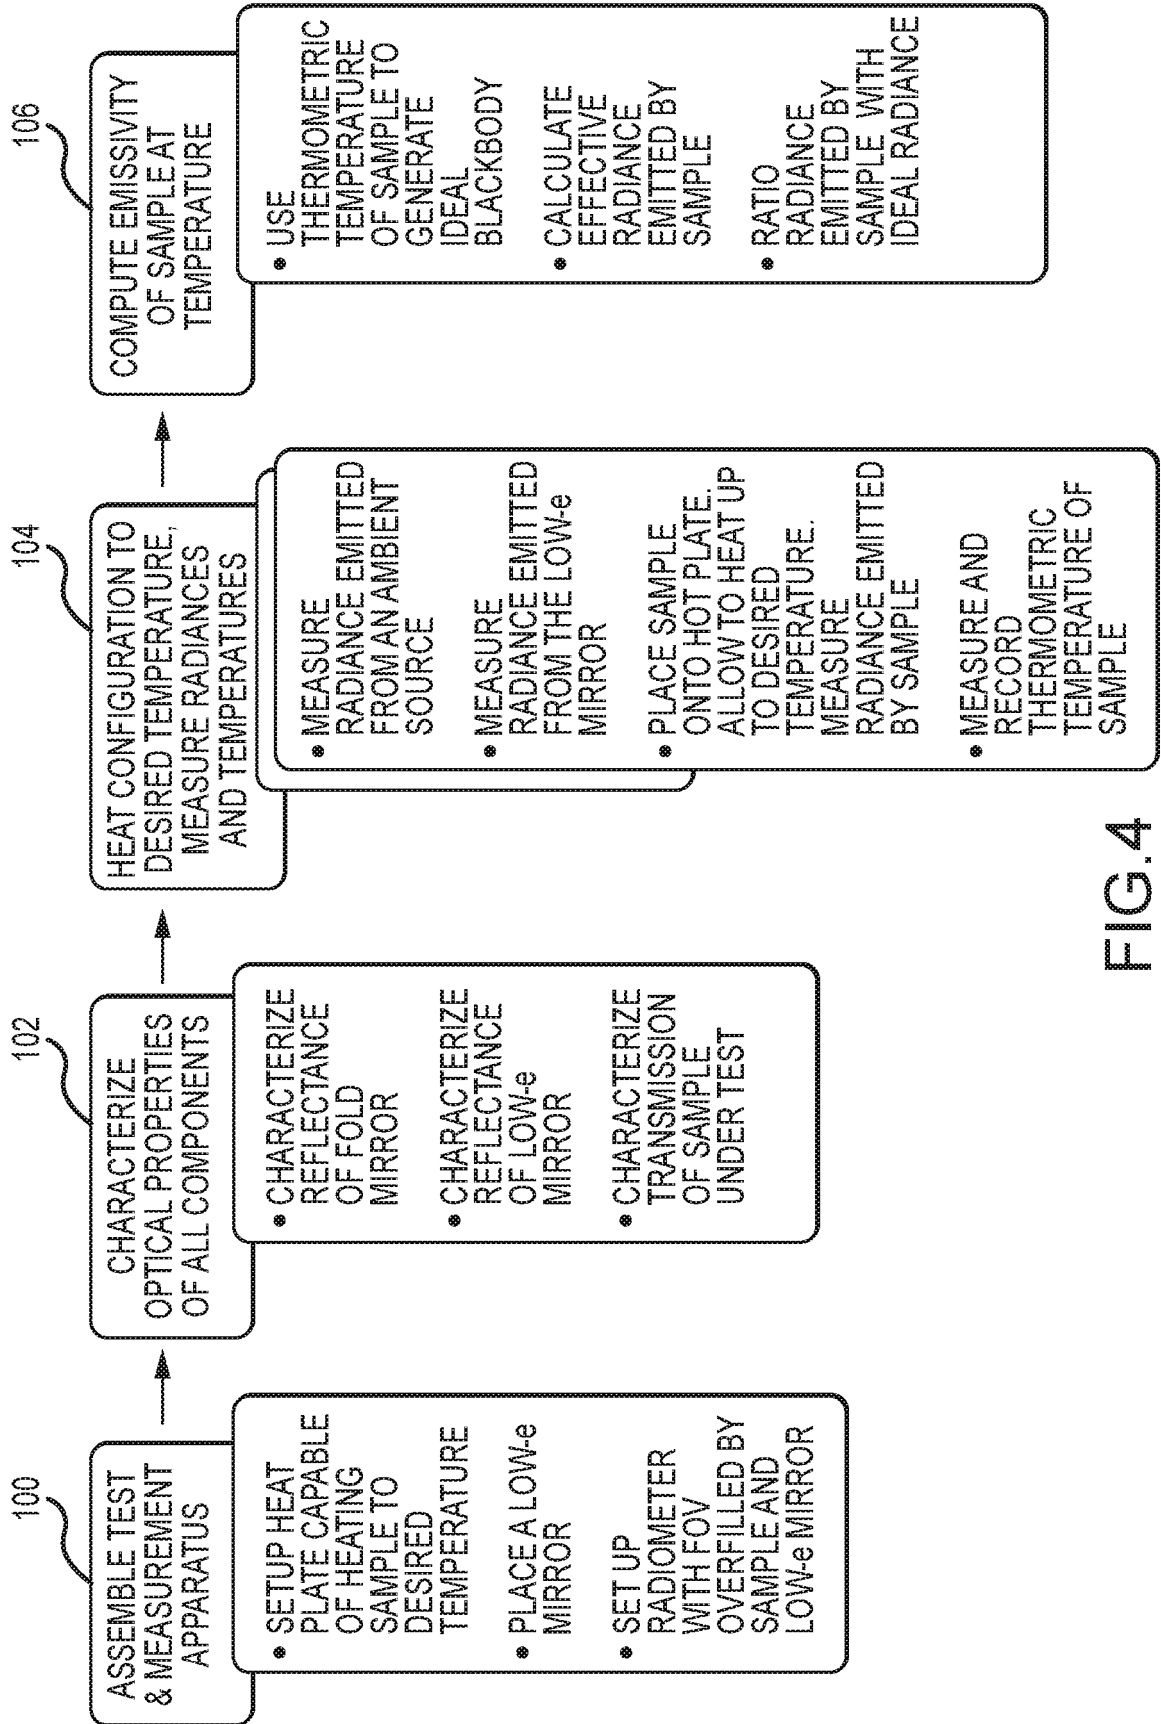 100
ASSEMBLE TEST
& MEASUREMENT
APPARATUS
• SETUP HEAT
PLATE CAPABLE
OF HEATING
SAMPLE TO
DESIRED
TEMPERATURE
• PLACE A LOW-e
MIRROR
• SET UP
RADIOMETER
WITH FOV
OVERFILLED BY
SAMPLE AND
LOW-e MIRROR
102
CHARACTERIZE
OPTICAL PROPERTIES
OF ALL COMPONENTS
• CHARACTERIZE
REFLECTANCE
OF FOLD
MIRROR
• CHARACTERIZE
REFLECTANCE
OF LOW-e
MIRROR
• CHARACTERIZE
TRANSMISSION
OF SAMPLE
UNDER TEST
104
HEAT CONFIGURATION TO
DESIRED TEMPERATURE,
MEASURE RADIANCES
AND TEMPERATURES
• MEASURE
RADIANCE EMITTED
FROM AN AMBIENT
SOURCE
• MEASURE
RADIANCE EMITTED
FROM THE LOW-e
MIRROR
• PLACE SAMPLE
ONTO HOT PLATE.
ALLOW TO HEAT UP
TO DESIRED
TEMPERATURE.
MEASURE
RADIANCE EMITTED
BY SAMPLE
• MEASURE AND
RECORD
THERMOMETRIC
TEMPERATURE OF
SAMPLE
106
COMPUTE EMISSIVITY
OF SAMPLE AT
TEMPERATURE
• USE
THERMOMETRIC
TEMPERATURE
OF SAMPLE TO
GENERATE
IDEAL
BLACKBODY
• CALCULATE
EFFECTIVE
RADIANCE
EMITTED BY
SAMPLE
• RATIO
RADIANCE
EMITTED BY
SAMPLE WITH
IDEAL RADIANCE
FIG.4